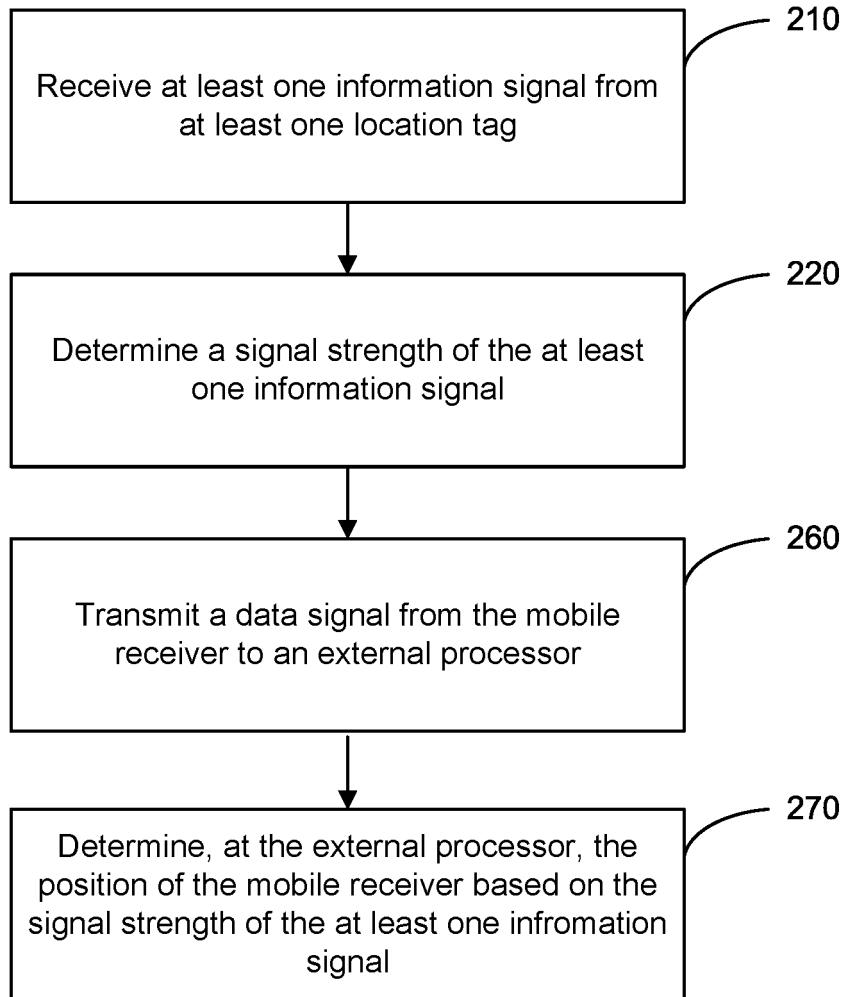 210
Receive at least one information signal from
at least one location tag
220
Determine a signal strength of the at least
one information signal
260
Transmit a data signal from the mobile
receiver to an external processor
270
Determine, at the external processor, the
position of the mobile receiver based on the
signal strength of the at least one infromation
signal